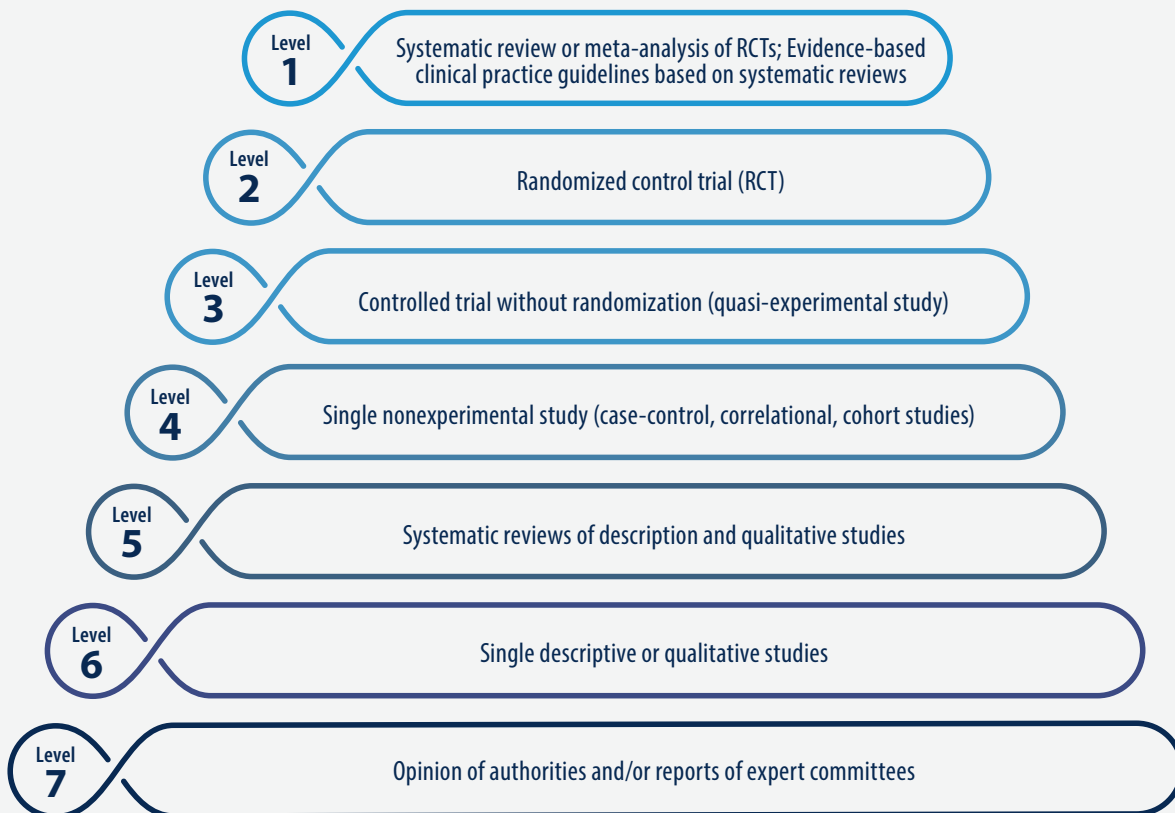 Level
1
Systematic review or meta-analysis of RCTs; Evidence-based
clinical practice guidelines based on systematic reviews
Level
2
Randomized control trial (RCT)
Level
3
Controlled trial without randomization (quasi-experimental study)
Level
4
Single nonexperimental study (case-control, correlational, cohort studies)
Level
5
Systematic reviews of description and qualitative studies
Level
6
Single descriptive or qualitative studies
Level
7
Opinion of authorities and/or reports of expert committees